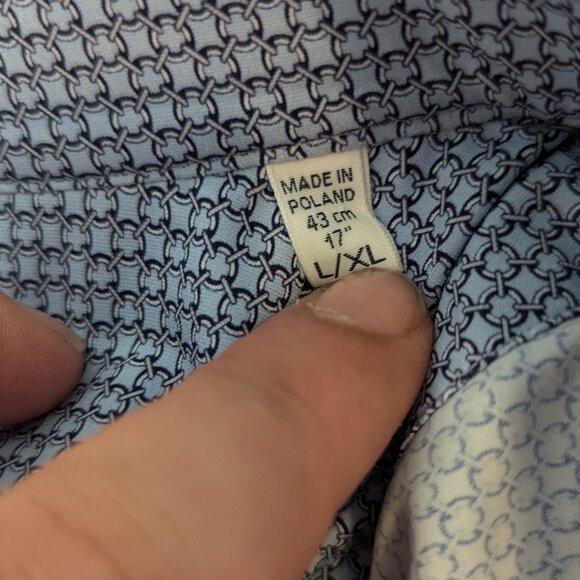 MADE IN
POLAND
43 cm
17"
L/XL